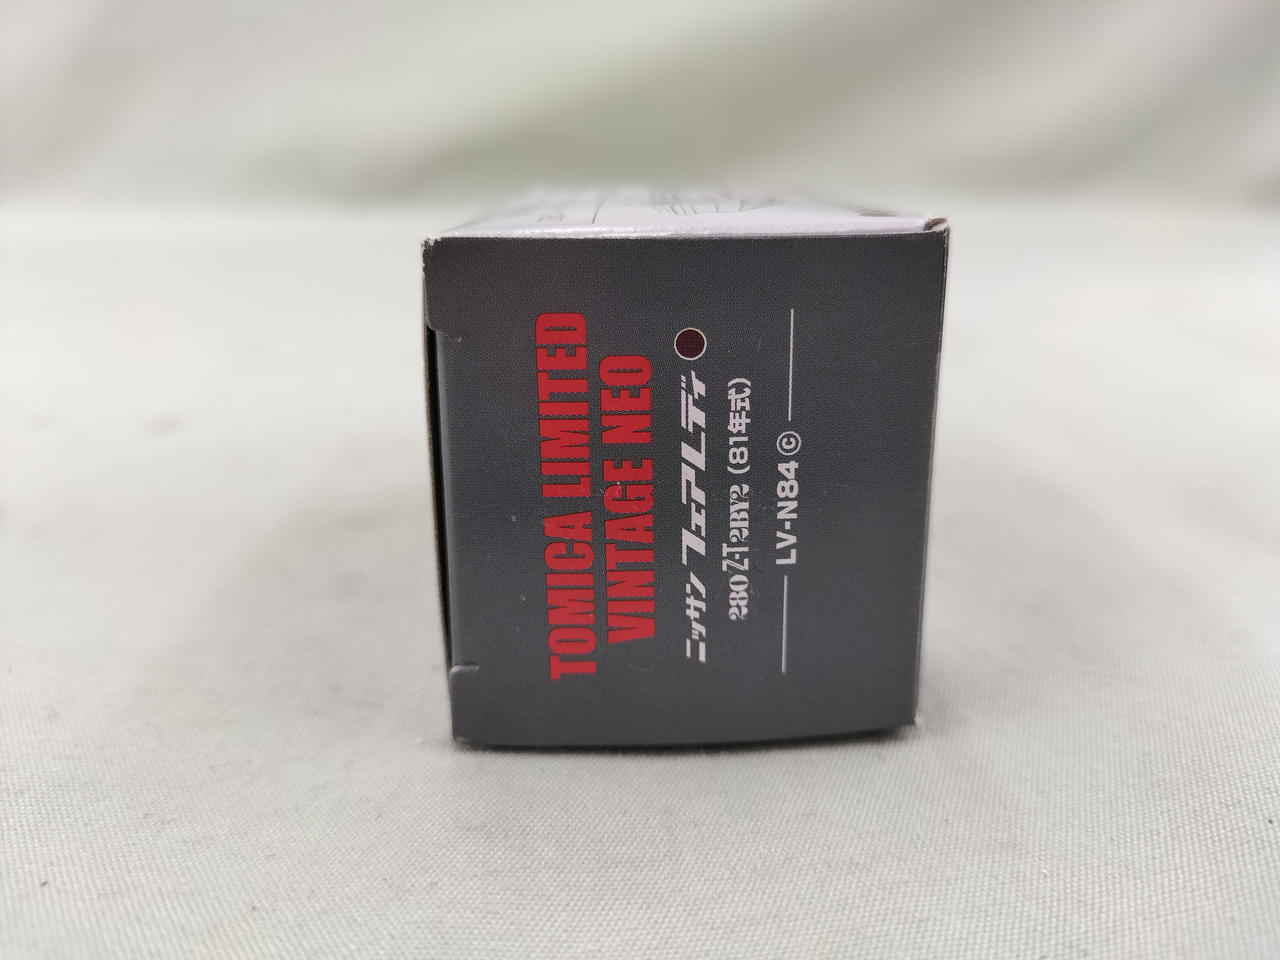 TOMICA LIMITED
VINTAGE NEO
ニッサン フェアレディ
280Z-T 2BY2 (81年式)
LV-N84 ⓒ